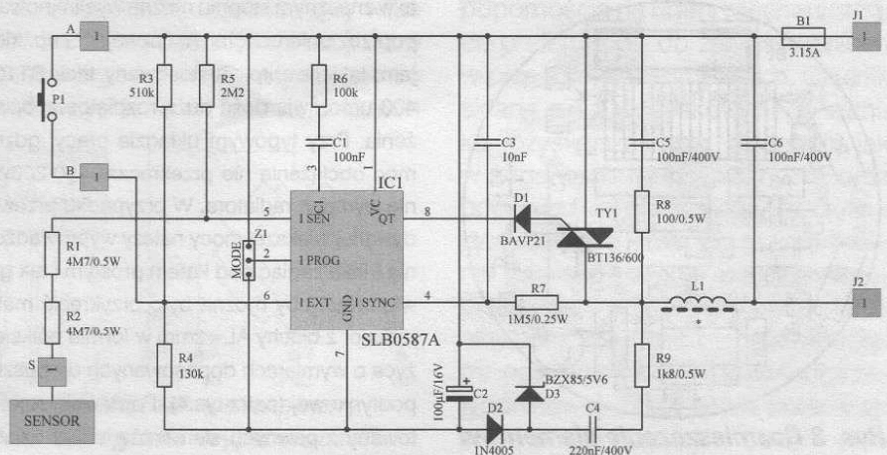 A
1
B1
3.15A
J1
1
P1
R3
510k
R5
2M2
R6
100k
C1
100nF
C3
10nF
C5
100nF/400V
C6
100nF/400V
B
1
3
1
IC1
5
I SEN
C1
VC
QT
8
D1
BAVP21
TY1
BT136/600
R8
100/0.5W
Z1
MODE
2
I PROG
R1
4M7/0.5W
6
I EXT
GND
I SYNC
4
R7
1M5/0.25W
L1
J2
1
R2
4M7/0.5W
SLB0587A
7
R4
130k
S
1
SENSOR
100µF/16V
C2
BZX85/5V6
D3
R9
1k8/0.5W
D2
1N4005
C4
220nF/400V